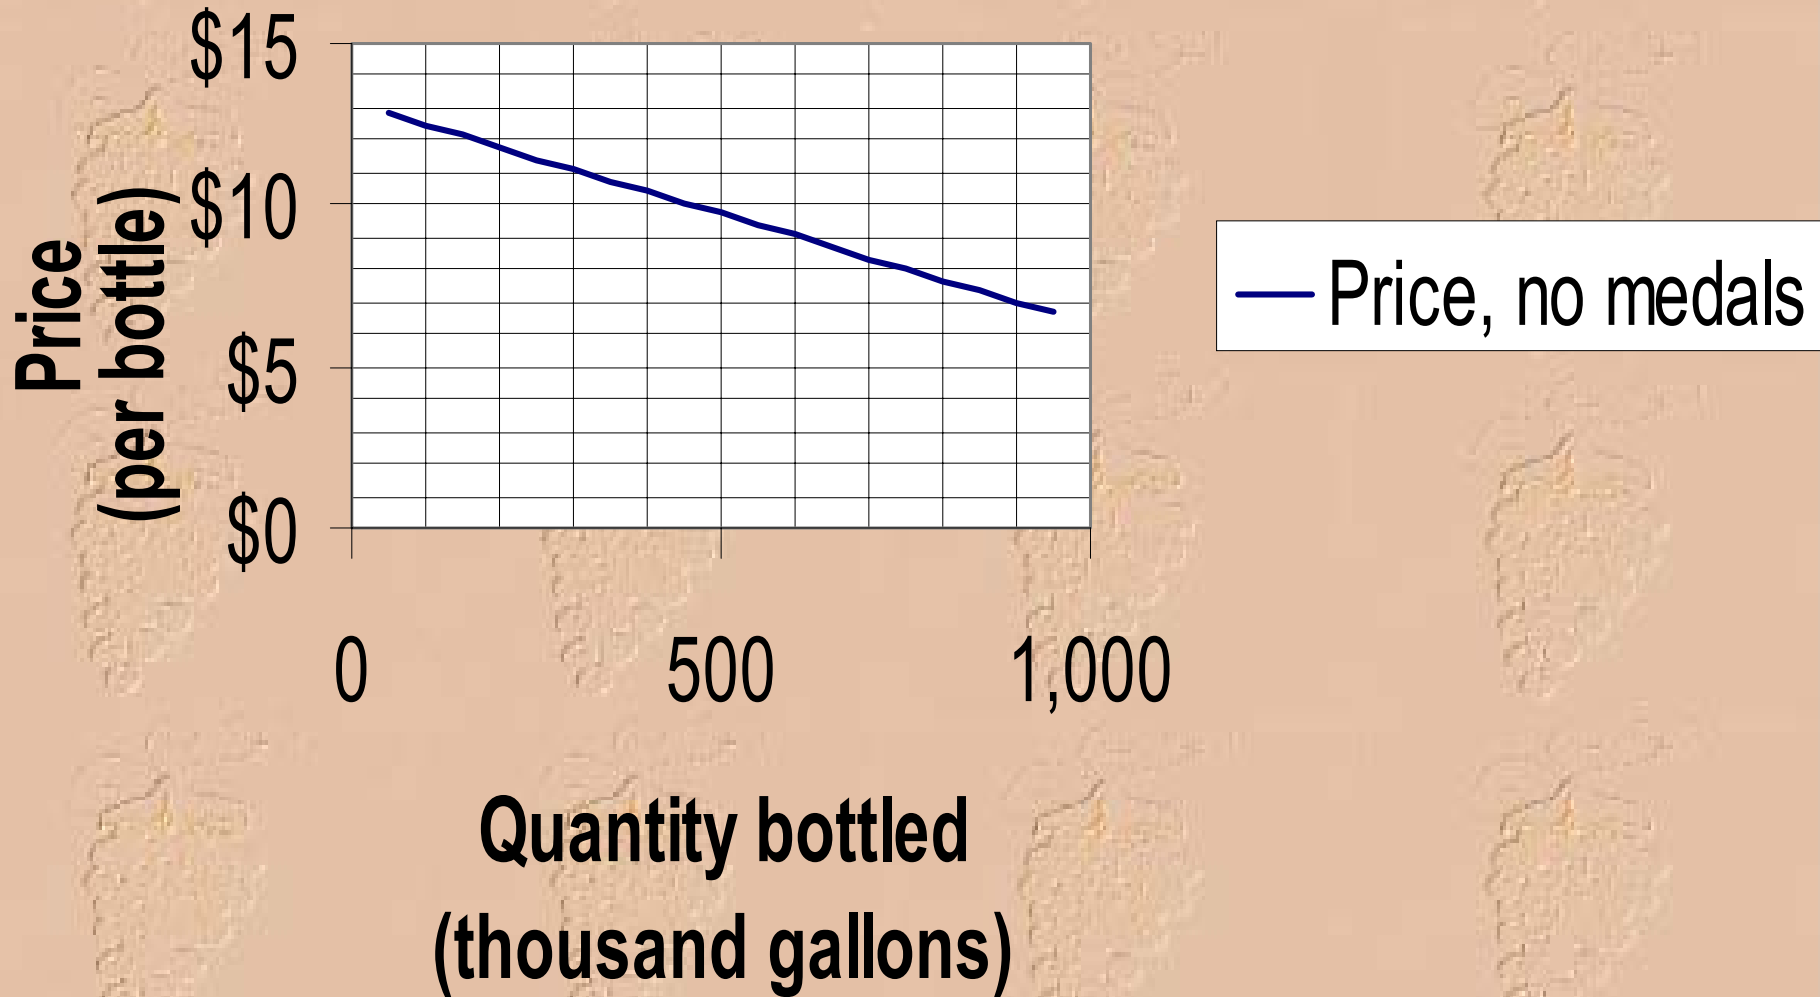 $15
$10
$5
$0
Price
(per bottle)
0 500 1,000
Quantity bottled
(thousand gallons)
Price, no medals